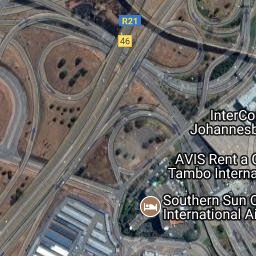 R21
46
InterCo
Johannesb
AVIS Rent a C
Tambo Interna
Southern Sun O
International Ai